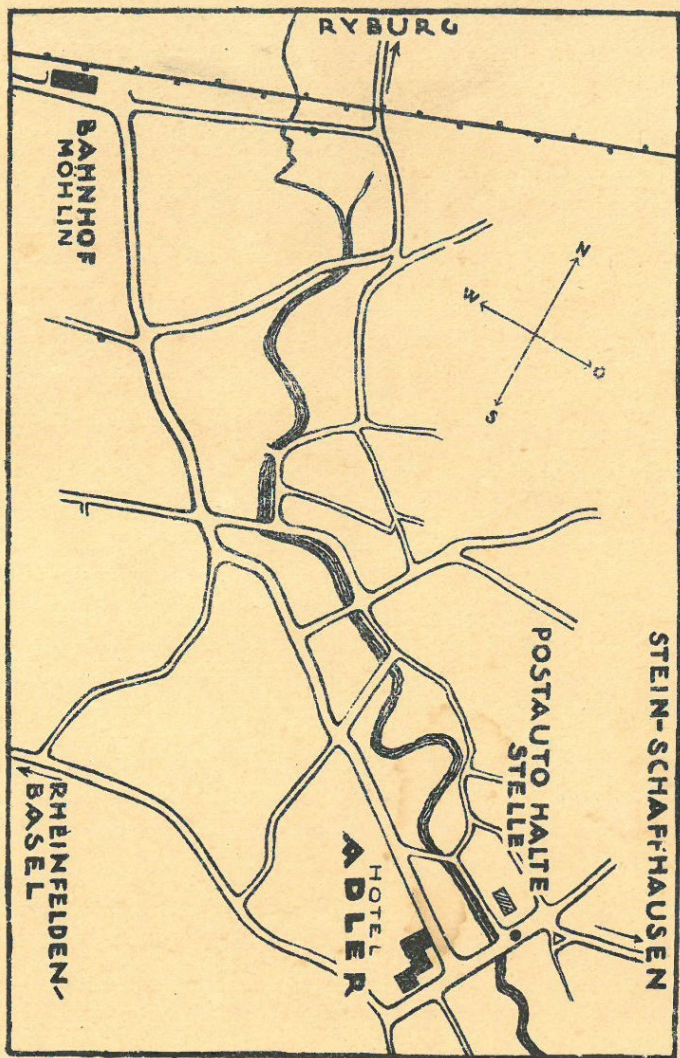 RYBURG
BAHNHOF
MÖHLIN
N
W
O
S
STEIN-SCHAFFHAUSEN
POSTAUTO HALTE
STELLE
HOTEL
ADLER
RHEINFELDEN-
BASEL